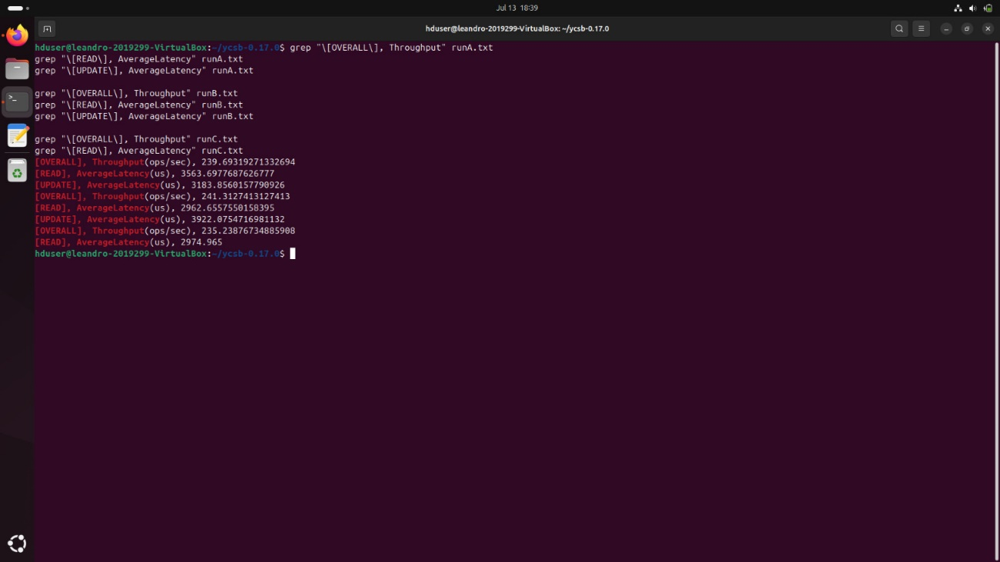 Jul 13 18:39
hduser@leandro-2019299-VirtualBox: ~/ycsb-0.17.0
hduser@leandro-2019299-VirtualBox:~/ycsb-0.17.0$ grep "\[OVERALL\], Throughput" runA.txt
grep "\[READ\], AverageLatency" runA.txt
grep "\[UPDATE\], AverageLatency" runA.txt
grep "\[OVERALL\], Throughput" runB.txt
grep "\[READ\], AverageLatency" runB.txt
grep "\[UPDATE\], AverageLatency" runB.txt
grep "\[OVERALL\], Throughput" runC.txt
grep "\[READ\], AverageLatency" runC.txt
[OVERALL], Throughput(ops/sec), 239.69319271332694
[READ], AverageLatency(us), 3563.6977687626777
[UPDATE], AverageLatency(us), 3183.8560157790926
[OVERALL], Throughput(ops/sec), 241.3127413127413
[READ], AverageLatency(us), 2962.6557550158395
[UPDATE], AverageLatency(us), 3922.0754716981132
[OVERALL], Throughput(ops/sec), 235.23876734885908
[READ], AverageLatency(us), 2974.965
hduser@leandro-2019299-VirtualBox:~/ycsb-0.17.0$